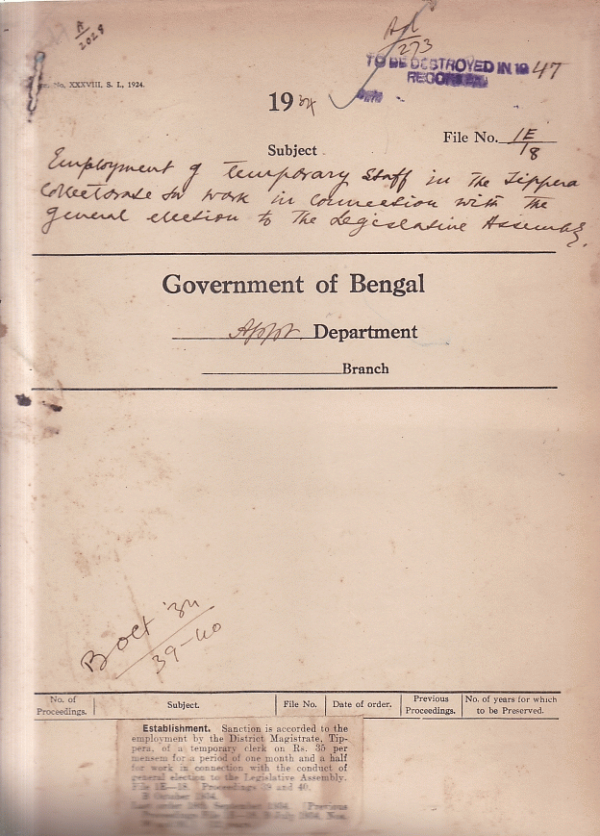 A
2029
Apl
273
TO BE DESTROYED IN 1947
No. XXXVIII, S. I., 1924.
1934
File No. 1E/18
Subject
Employment of temporary staff in the Tippera
Collectorate for work in connection with the
general election to the Legislative Assembly.
Government of Bengal
Appt. Department
Branch
B Oct '34
39-40
No. of Proceedings. Subject. File No. Date of order. Previous Proceedings. No. of years for which to be Preserved.
Establishment. Sanction is accorded to the
employment by the District Magistrate, Tip-
pera, of a temporary clerk on Rs. 35 per
mensem for a period of one month and a half
for work in connection with the conduct of
general election to the Legislative Assembly.
File 1E—18. Proceedings 39 and 40.
B October 1934.